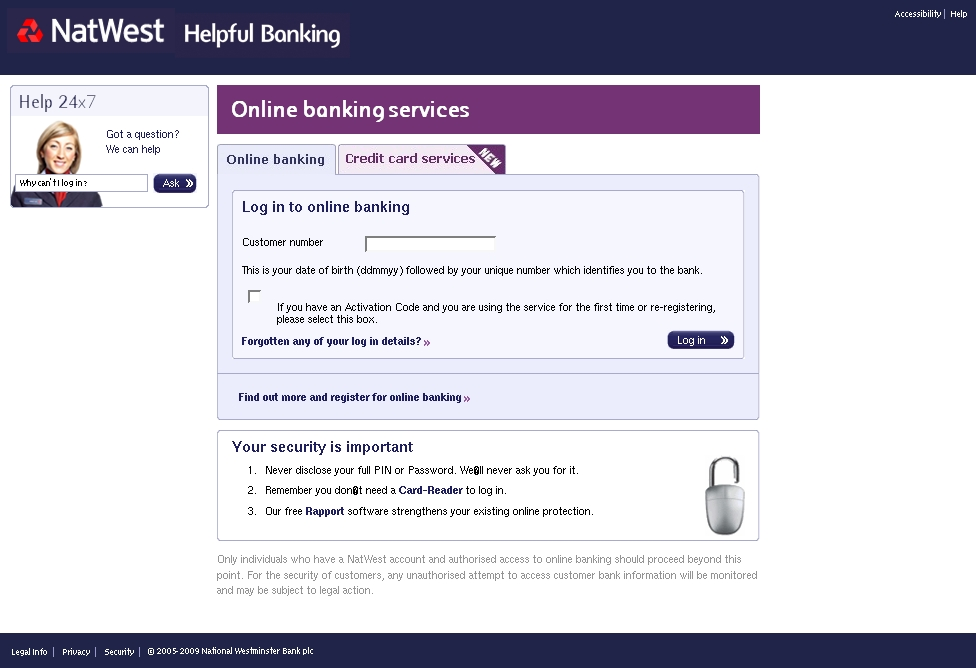 NatWest Helpful Banking
Accessibility | Help
Help 24x7
Got a question?
We can help
Why can't I log in?
Ask »
Online banking services
Online banking
Credit card services
NEW
Log in to online banking
Customer number
This is your date of birth (ddmmyy) followed by your unique number which identifies you to the bank.
If you have an Activation Code and you are using the service for the first time or re-registering,
please select this box.
Forgotten any of your log in details? »
Log in »
Find out more and register for online banking »
Your security is important
1. Never disclose your full PIN or Password. We�ll never ask you for it.
2. Remember you don�t need a Card-Reader to log in.
3. Our free Rapport software strengthens your existing online protection.
Only individuals who have a NatWest account and authorised access to online banking should proceed beyond this
point. For the security of customers, any unauthorised attempt to access customer bank information will be monitored
and may be subject to legal action.
Legal Info | Privacy | Security | © 2005-2009 National Westminster Bank plc